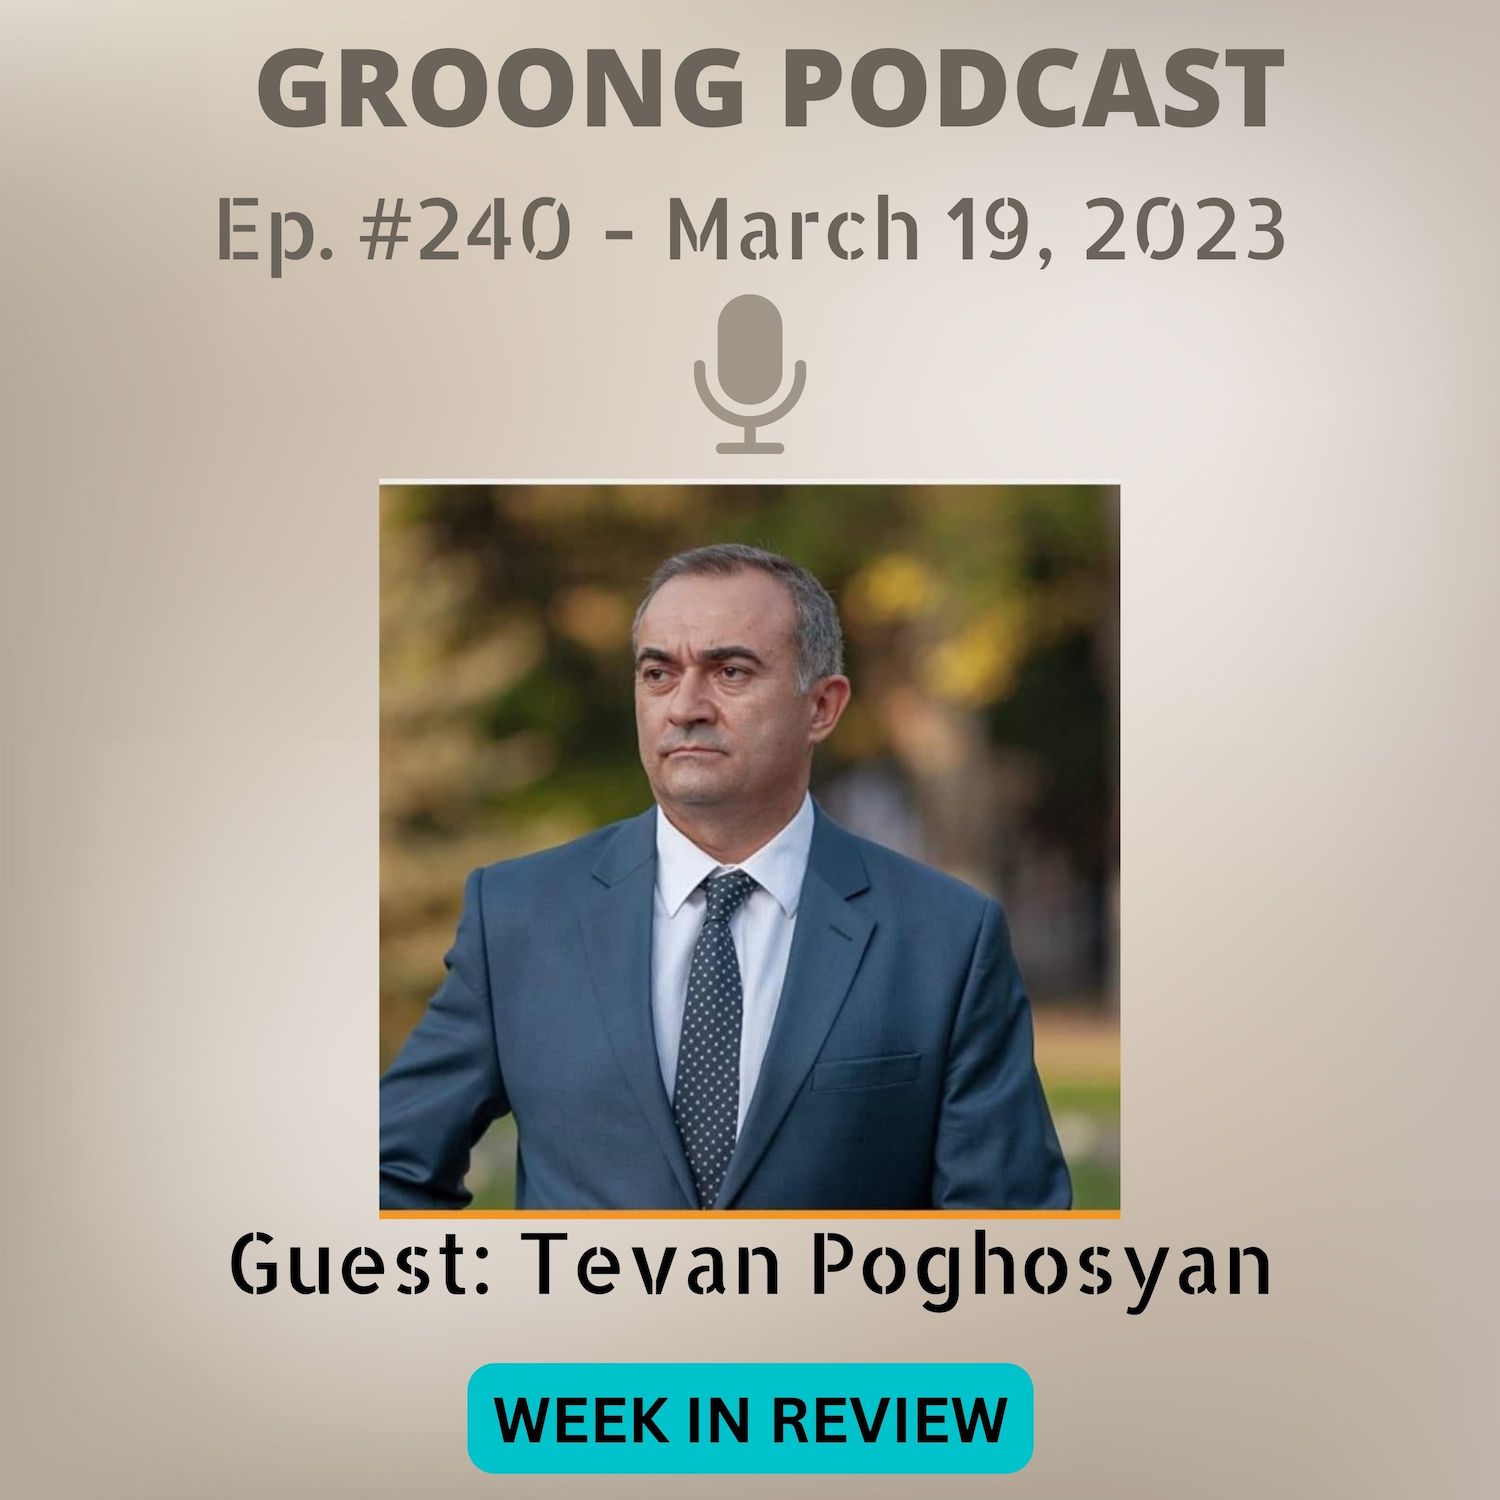 GROONG PODCAST
Ep. #240 - March 19, 2023
Guest: Tevan Poghosyan
WEEK IN REVIEW